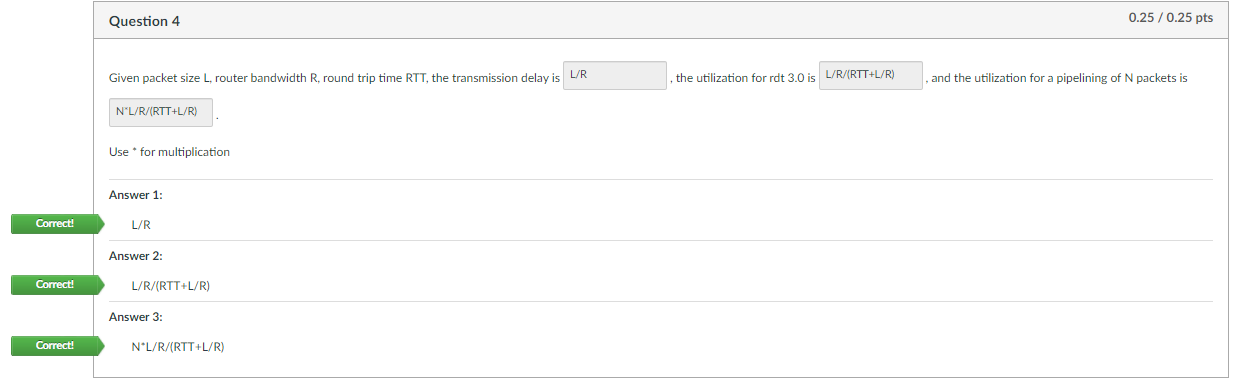 Question 4
0.25 / 0.25 pts
Given packet size L, router bandwidth R, round trip time RTT, the transmission delay is L/R , the utilization for rdt 3.0 is L/R/(RTT+L/R) , and the utilization for a pipelining of N packets is
N*L/R/(RTT+L/R) .
Use * for multiplication
Answer 1:
Correct! L/R
Answer 2:
Correct! L/R/(RTT+L/R)
Answer 3:
Correct! N*L/R/(RTT+L/R)